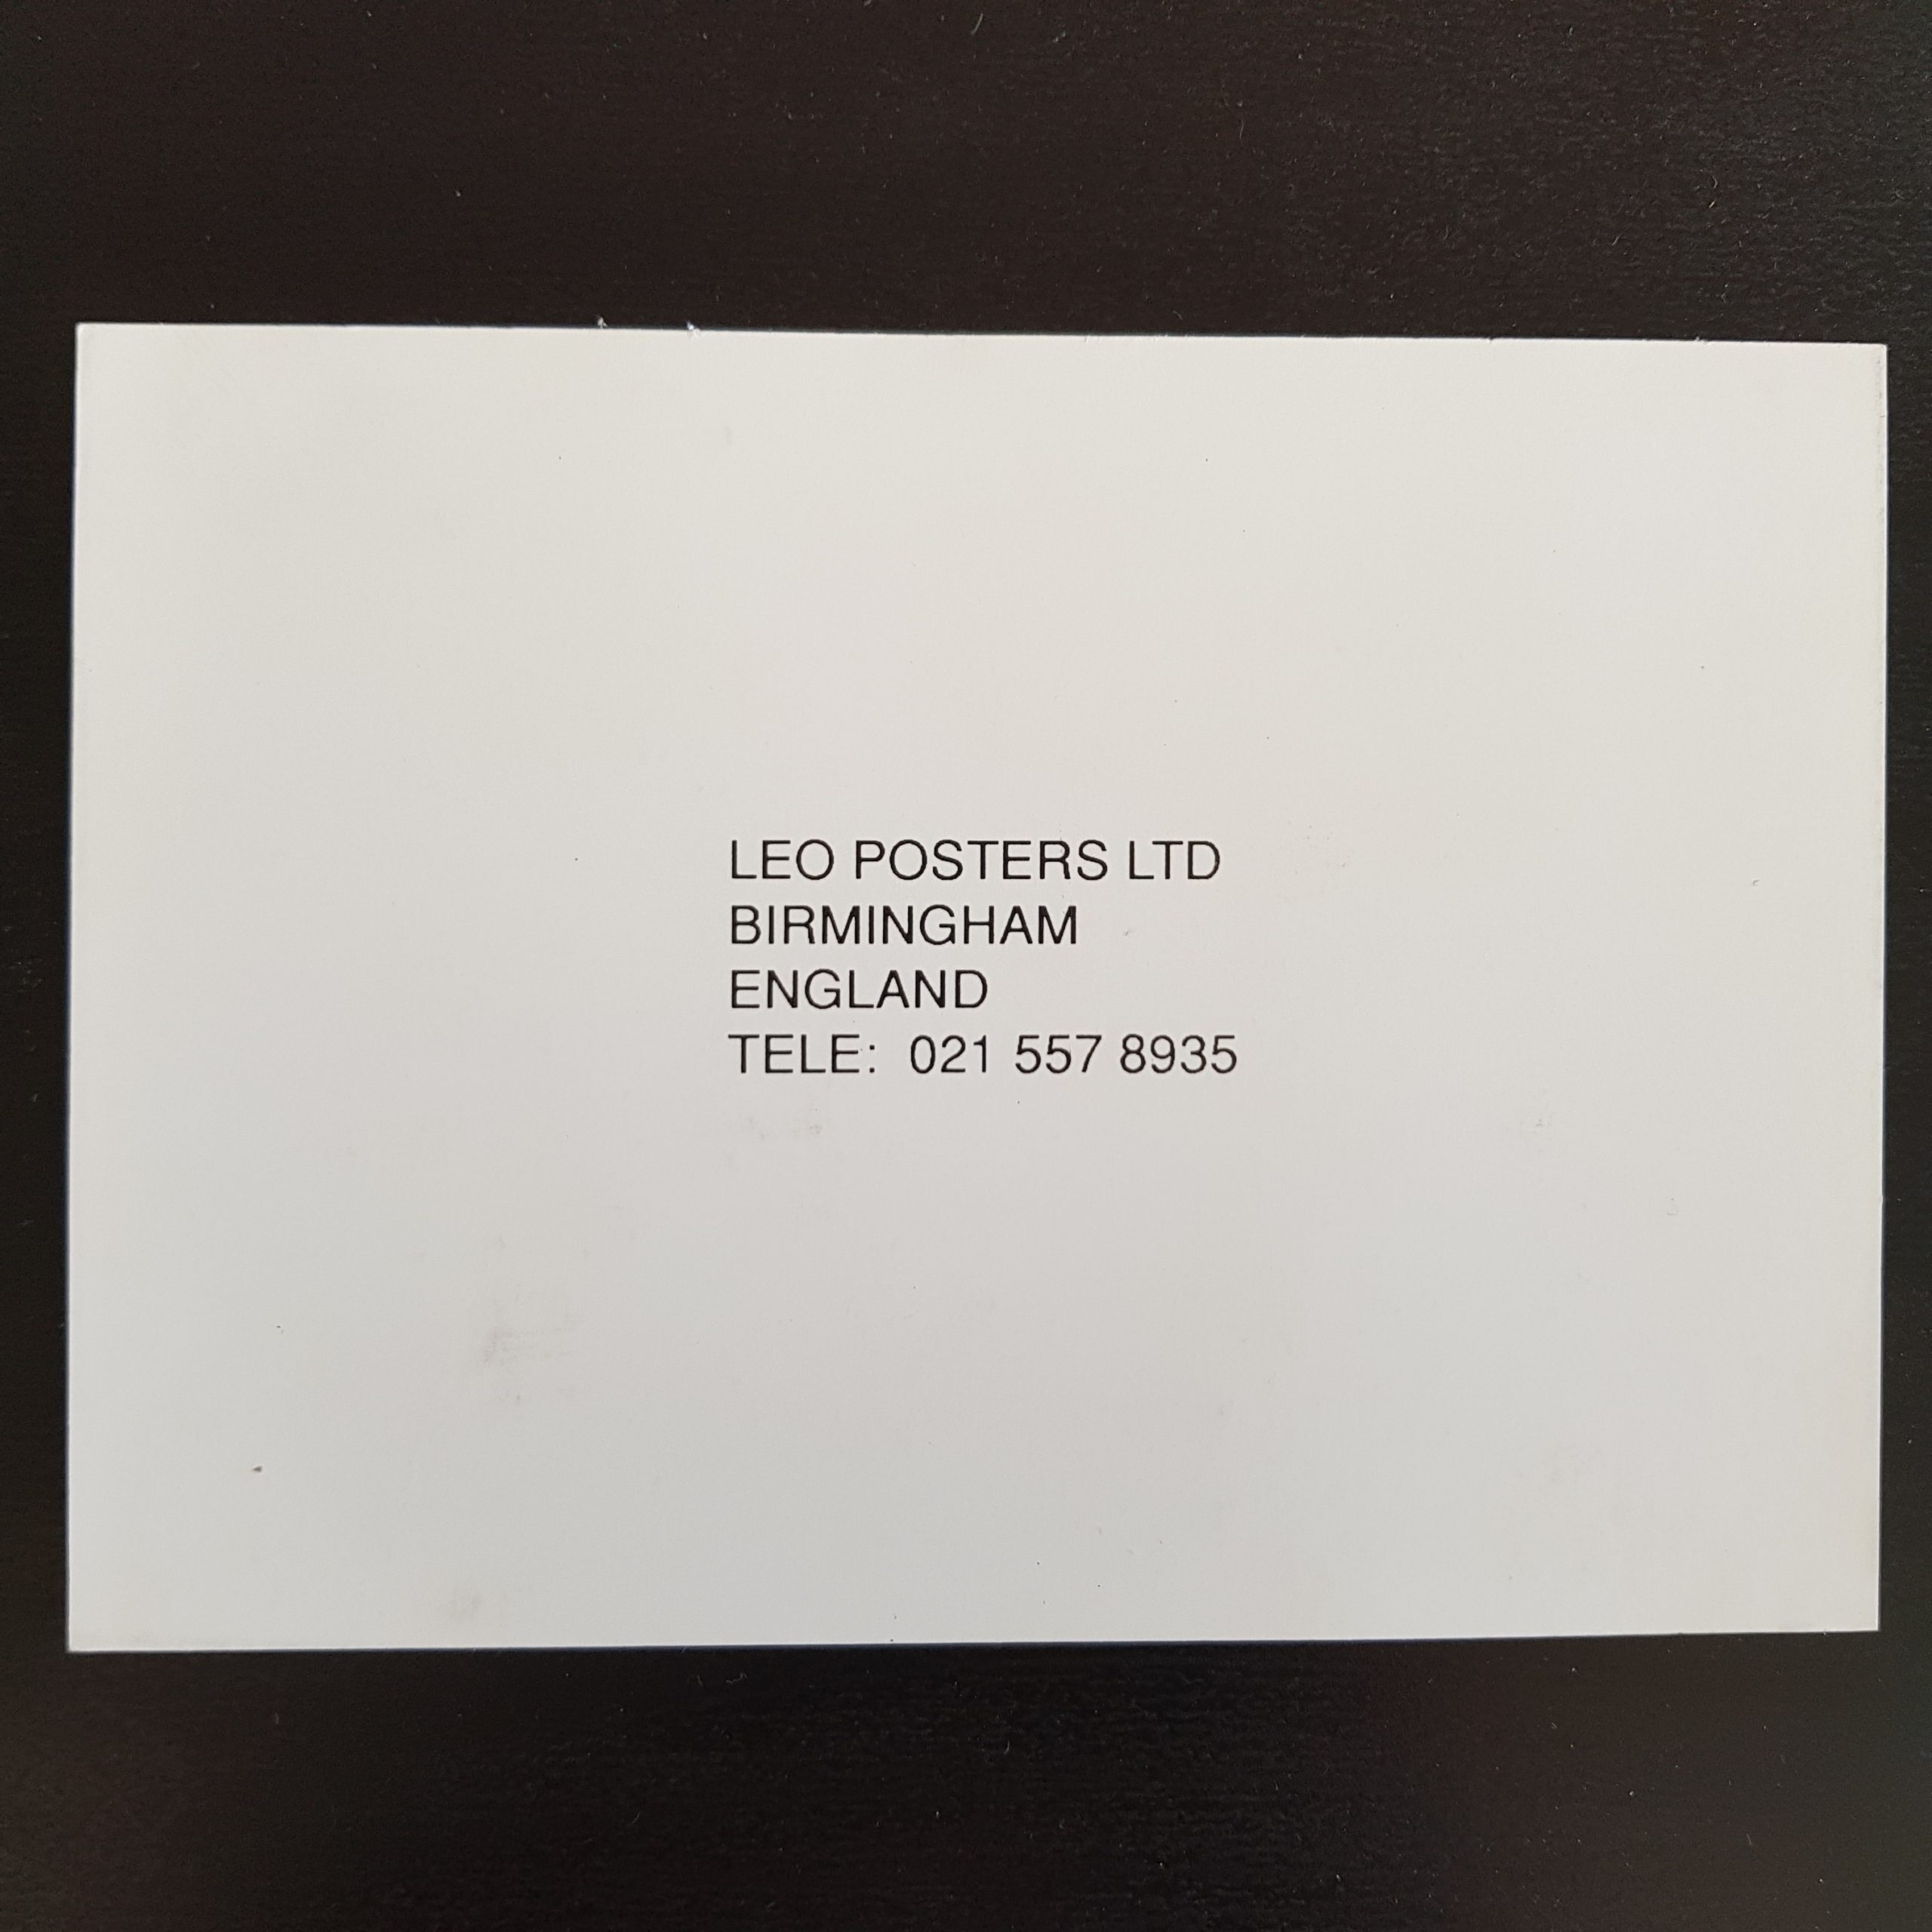 LEO POSTERS LTD
BIRMINGHAM
ENGLAND
TELE: 021 557 8935